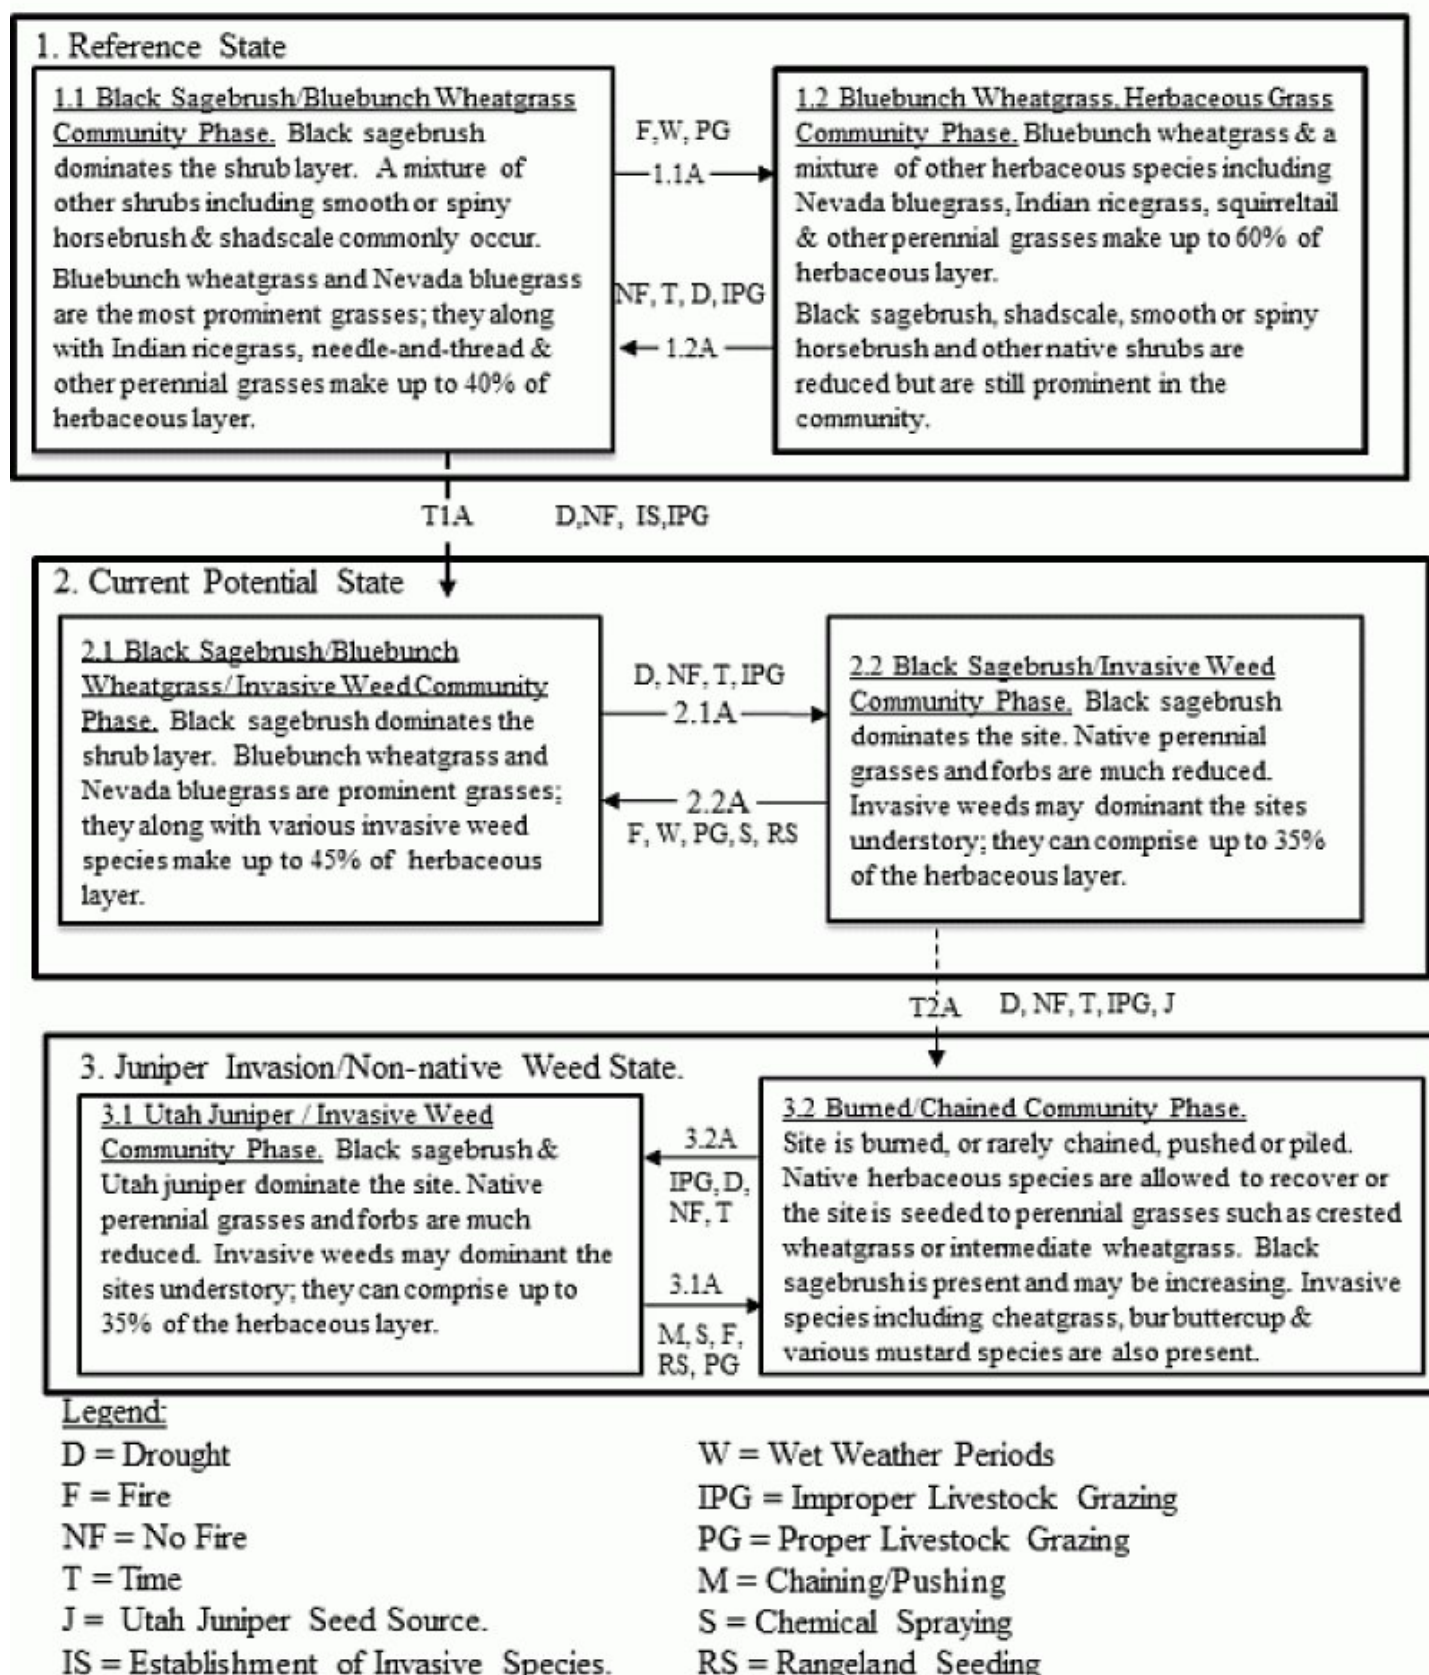 1. Reference State
1.1 Black Sagebrush/Bluebunch Wheatgrass
Community Phase. Black sagebrush
dominates the shrub layer. A mixture of
other shrubs including smooth or spiny
horsebrush & shadscale commonly occur.
Bluebunch wheatgrass and Nevada bluegrass
are the most prominent grasses; they along
with Indian ricegrass, needle-and-thread &
other perennial grasses make up to 40% of
herbaceous layer.
F,W, PG
1.1A
NF, T, D, IPG
1.2A
1.2 Bluebunch Wheatgrass, Herbaceous Grass
Community Phase. Bluebunch wheatgrass & a
mixture of other herbaceous species including
Nevada bluegrass, Indian ricegrass, squirreltail
& other perennial grasses make up to 60% of
herbaceous layer.
Black sagebrush, shadscale, smooth or spiny
horsebrush and other native shrubs are
reduced but are still prominent in the
community.
T1A
D,NF, IS,IPG
2. Current Potential State
2.1 Black Sagebrush/Bluebunch
Wheatgrass/Invasive Weed Community
Phase. Black sagebrush dominates the
shrub layer. Bluebunch wheatgrass and
Nevada bluegrass are prominent grasses;
they along with various invasive weed
species make up to 45% of herbaceous
layer.
D, NF, T, IPG
2.1A
2.2A
F, W, PG, S, RS
2.2 Black Sagebrush/Invasive Weed
Community Phase. Black sagebrush
dominates the site. Native perennial
grasses and forbs are much reduced.
Invasive weeds may dominant the sites
understory; they can comprise up to 35%
of the herbaceous layer.
T2A
D, NF, T, IPG, J
3. Juniper Invasion/Non-native Weed State.
3.1 Utah Juniper / Invasive Weed
Community Phase. Black sagebrush &
Utah juniper dominate the site. Native
perennial grasses and forbs are much
reduced. Invasive weeds may dominant the
sites understory; they can comprise up to
35% of the herbaceous layer.
3.2A
IPG, D,
NF, T
3.1A
M, S, F,
RS, PG
3.2 Burned/Chained Community Phase.
Site is burned, or rarely chained, pushed or piled.
Native herbaceous species are allowed to recover or
the site is seeded to perennial grasses such as crested
wheatgrass or intermediate wheatgrass. Black
sagebrush is present and may be increasing. Invasive
species including cheatgrass, bur buttercup &
various mustard species are also present.
Legend:
D = Drought
F = Fire
NF = No Fire
T = Time
J = Utah Juniper Seed Source.
IS = Establishment of Invasive Species.
W = Wet Weather Periods
IPG = Improper Livestock Grazing
PG = Proper Livestock Grazing
M = Chaining/Pushing
S = Chemical Spraying
RS = Rangeland Seeding